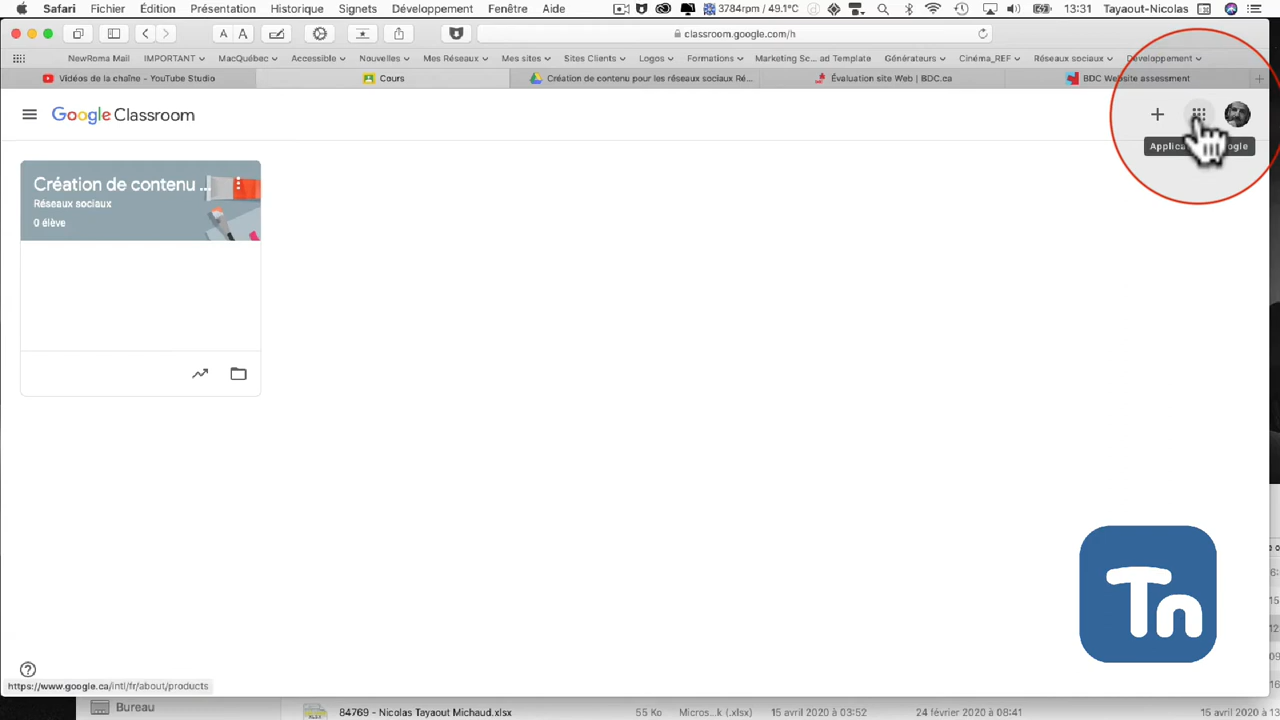 Safari Fichier Édition Présentation Historique Signets Développement Fenêtre Aide 3784rpm / 49.1°C 13:31 Tayaout-Nicolas
classroom.google.com/h
NewRoma Mail IMPORTANT MacQuébec Accessible Nouvelles Mes Réseaux Mes sites Sites Clients Logos Formations Marketing Sc... ad Template Générateurs Cinéma_REF Réseaux sociaux Développement
Vidéos de la chaîne - YouTube Studio Cours Création de contenu pour les réseaux sociaux Ré... Évaluation site Web | BDC.ca BDC Website assessment
Google Classroom
Création de contenu ...
Réseaux sociaux
0 élève
Tn
https://www.google.ca/intl/fr/about/products
Bureau 84769 - Nicolas Tayaout Michaud.xlsx 55 Ko Micros...k (.xlsx) 15 avril 2020 à 03:52 24 février 2020 à 08:41